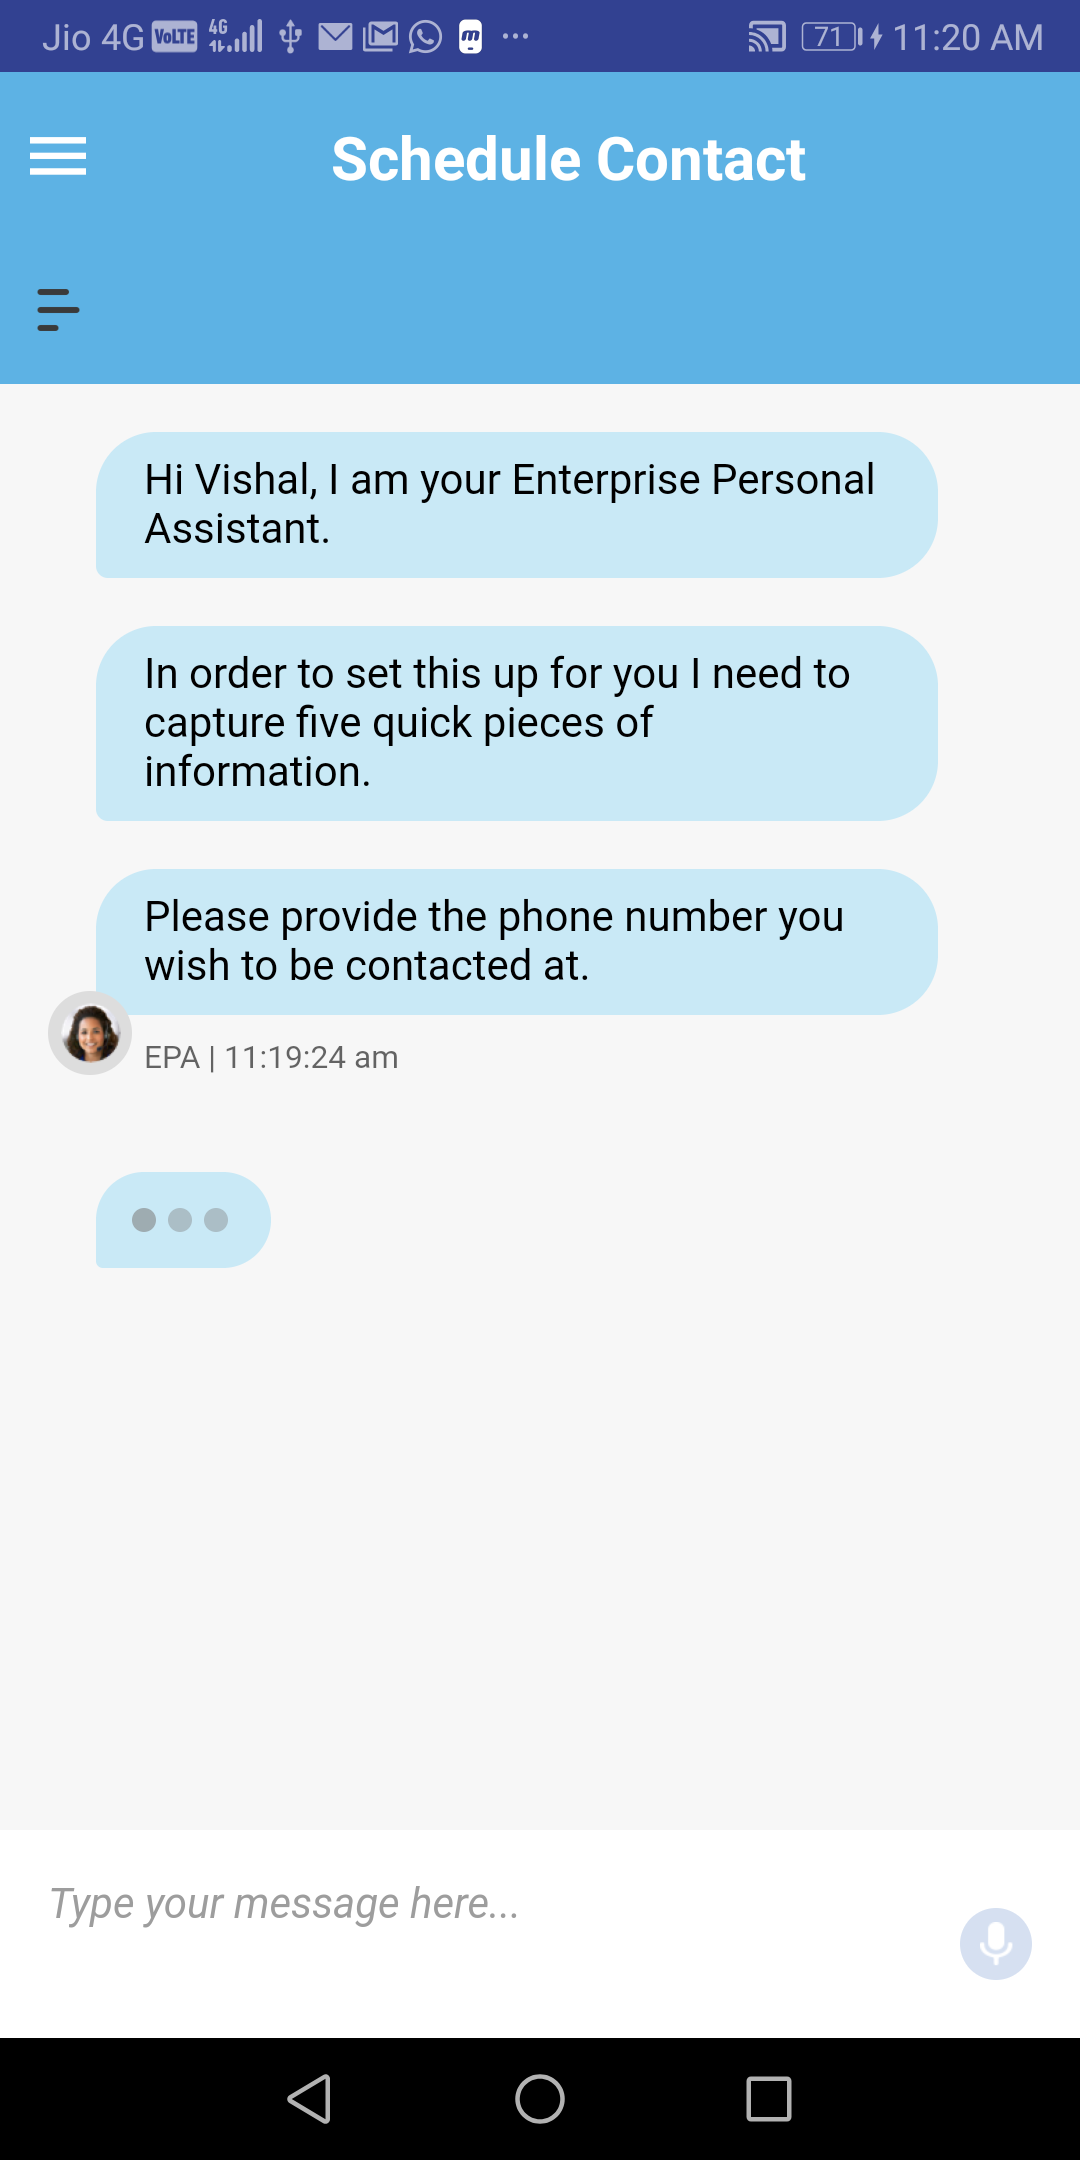 Jio 4G VoLTE 4G 71 11:20 AM
Schedule Contact
Hi Vishal, I am your Enterprise Personal
Assistant.
In order to set this up for you I need to
capture five quick pieces of
information.
Please provide the phone number you
wish to be contacted at.
EPA | 11:19:24 am
Type your message here...